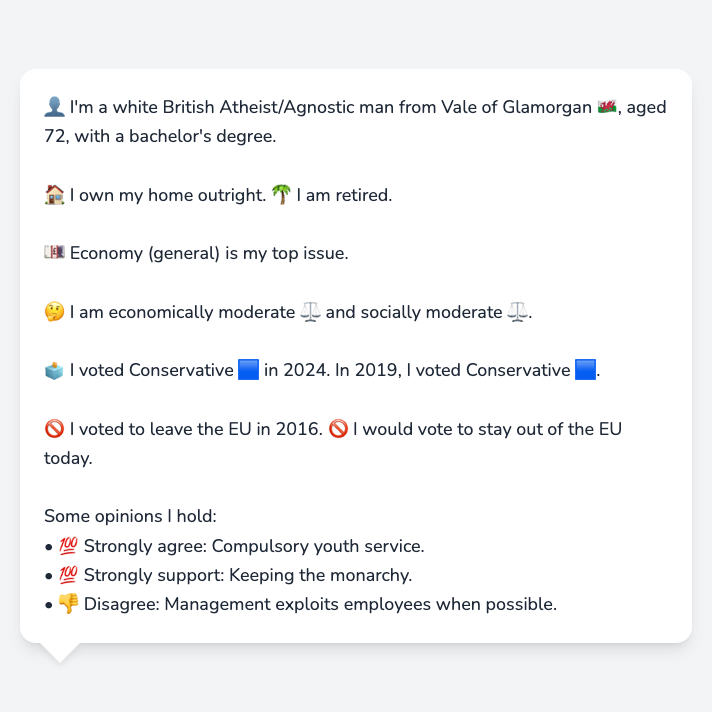 👤 I'm a white British Atheist/Agnostic man from Vale of Glamorgan 🏴󠁧󠁢󠁷󠁬󠁳󠁿, aged
72, with a bachelor's degree.
🏠 I own my home outright. 🌴 I am retired.
💷 Economy (general) is my top issue.
🤔 I am economically moderate ⚖️ and socially moderate ⚖️.
🗳️ I voted Conservative 🟦 in 2024. In 2019, I voted Conservative 🟦.
🚫 I voted to leave the EU in 2016. 🚫 I would vote to stay out of the EU
today.
Some opinions I hold:
• 💯 Strongly agree: Compulsory youth service.
• 💯 Strongly support: Keeping the monarchy.
• 👎 Disagree: Management exploits employees when possible.